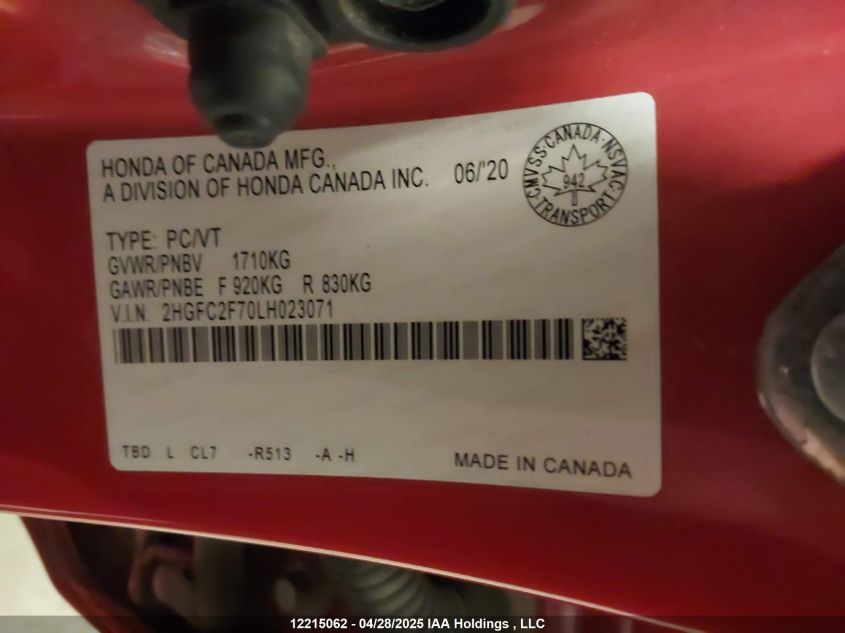 HONDA OF CANADA MFG.,
A DIVISION OF HONDA CANADA INC. 06/'20
CMVSS·CANADA·NSVAC
942
TRANSPORT
TYPE: PC/VT
GVWR/PNBV 1710KG
GAWR/PNBE F 920KG R 830KG
V.I.N. 2HGFC2F70LH023071
TBD L CL7 -R513 -A -H
MADE IN CANADA
12215062 - 04/28/2025 IAA Holdings , LLC